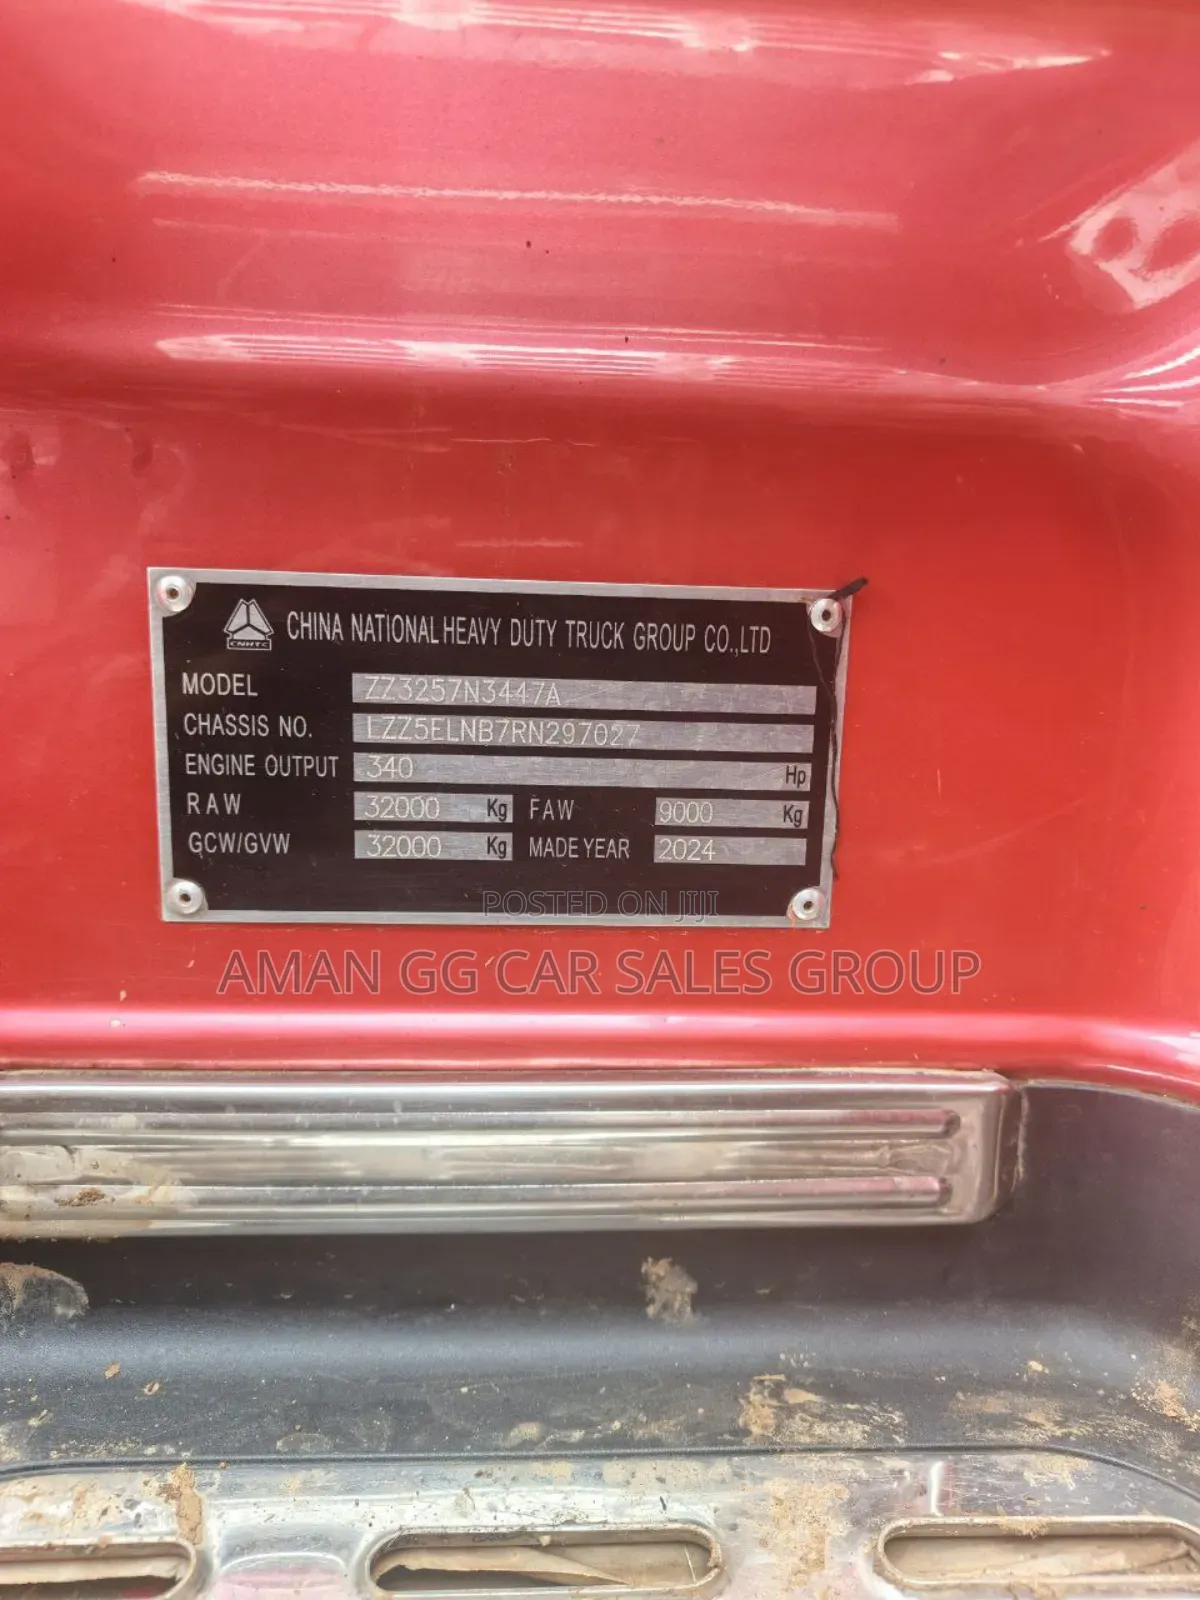 CNHTC
CHINA NATIONAL HEAVY DUTY TRUCK GROUP CO.,LTD
MODEL ZZ3257N3447A
CHASSIS NO. LZZ5ELNB7RN297027
ENGINE OUTPUT 340 Hp
RAW 32000 Kg FAW 9000 Kg
GCW/GVW 32000 Kg MADE YEAR 2024
POSTED ON JIJI
AMAN GG CAR SALES GROUP